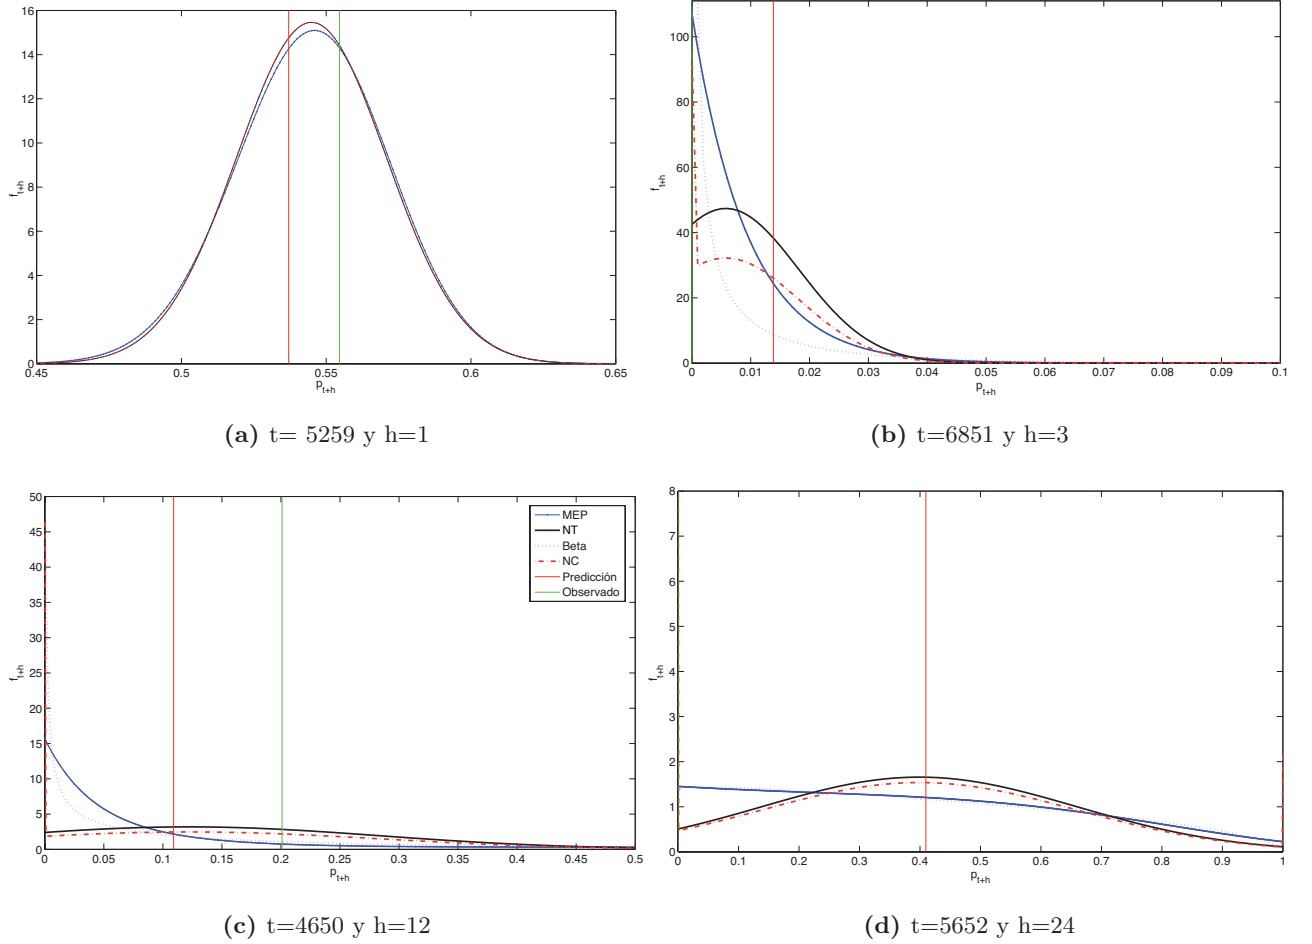 16
14
12
10
8
6
4
2
0
f_{t+h}
0.45 0.5 0.55 0.6 0.65
p_{t+h}
(a) t= 5259 y h=1
100
80
60
40
20
0
f_{t+h}
0 0.01 0.02 0.03 0.04 0.05 0.06 0.07 0.08 0.09 0.1
p_{t+h}
(b) t=6851 y h=3
50
45
40
35
30
25
20
15
10
5
0
f_{t+h}
MEP
NT
Beta
NC
Predicción
Observado
0 0.05 0.1 0.15 0.2 0.25 0.3 0.35 0.4 0.45 0.5
p_{t+h}
(c) t=4650 y h=12
8
7
6
5
4
3
2
1
0
f_{t+h}
0 0.1 0.2 0.3 0.4 0.5 0.6 0.7 0.8 0.9 1
p_{t+h}
(d) t=5652 y h=24